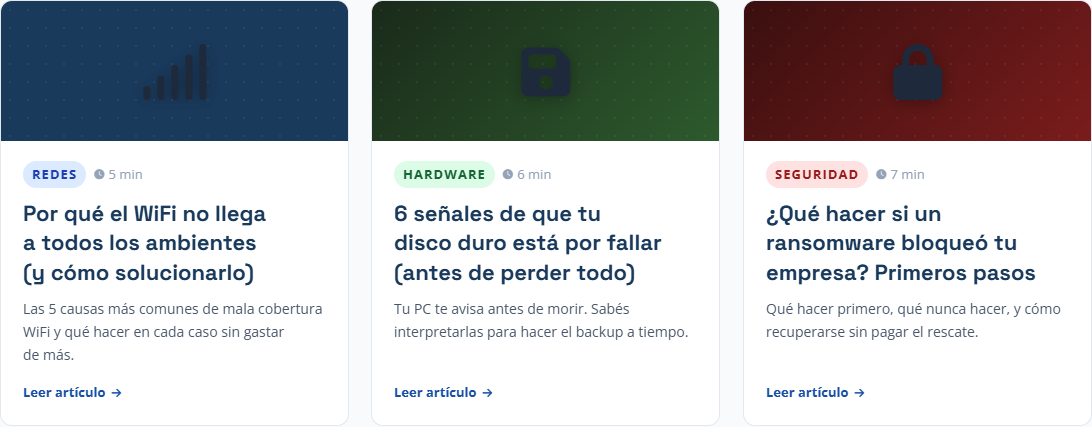 REDES 5 min
Por qué el WiFi no llega
a todos los ambientes
(y cómo solucionarlo)
Las 5 causas más comunes de mala cobertura
WiFi y qué hacer en cada caso sin gastar
de más.
Leer artículo →
HARDWARE 6 min
6 señales de que tu
disco duro está por fallar
(antes de perder todo)
Tu PC te avisa antes de morir. Sabés
interpretarlas para hacer el backup a tiempo.
Leer artículo →
SEGURIDAD 7 min
¿Qué hacer si un
ransomware bloqueó tu
empresa? Primeros pasos
Qué hacer primero, qué nunca hacer, y cómo
recuperarse sin pagar el rescate.
Leer artículo →